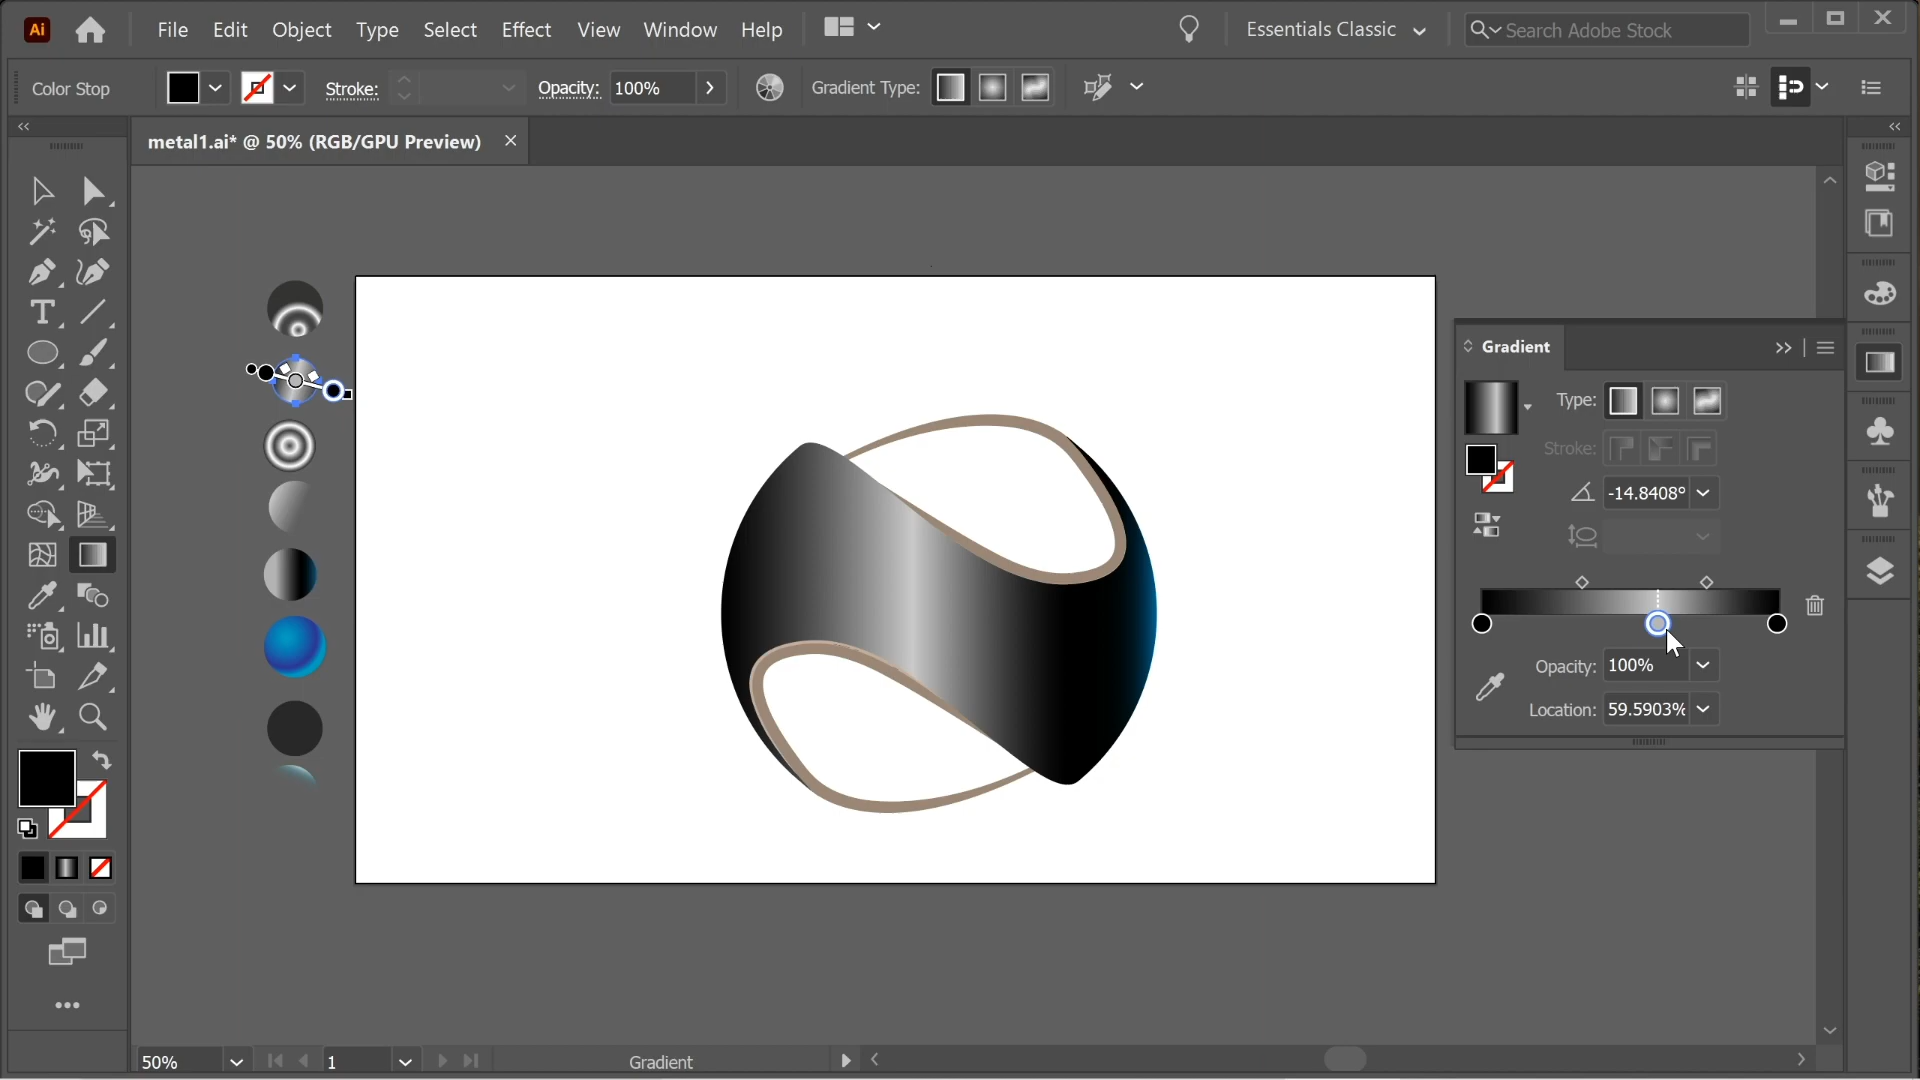 Ai File Edit Object Type Select Effect View Window Help Essentials Classic Search Adobe Stock
Color Stop Stroke: Opacity: 100% Gradient Type:
metal1.ai* @ 50% (RGB/GPU Preview)
Gradient
Type:
Stroke:
-14.8408°
Opacity: 100%
Location: 59.5903%
50% 1 Gradient